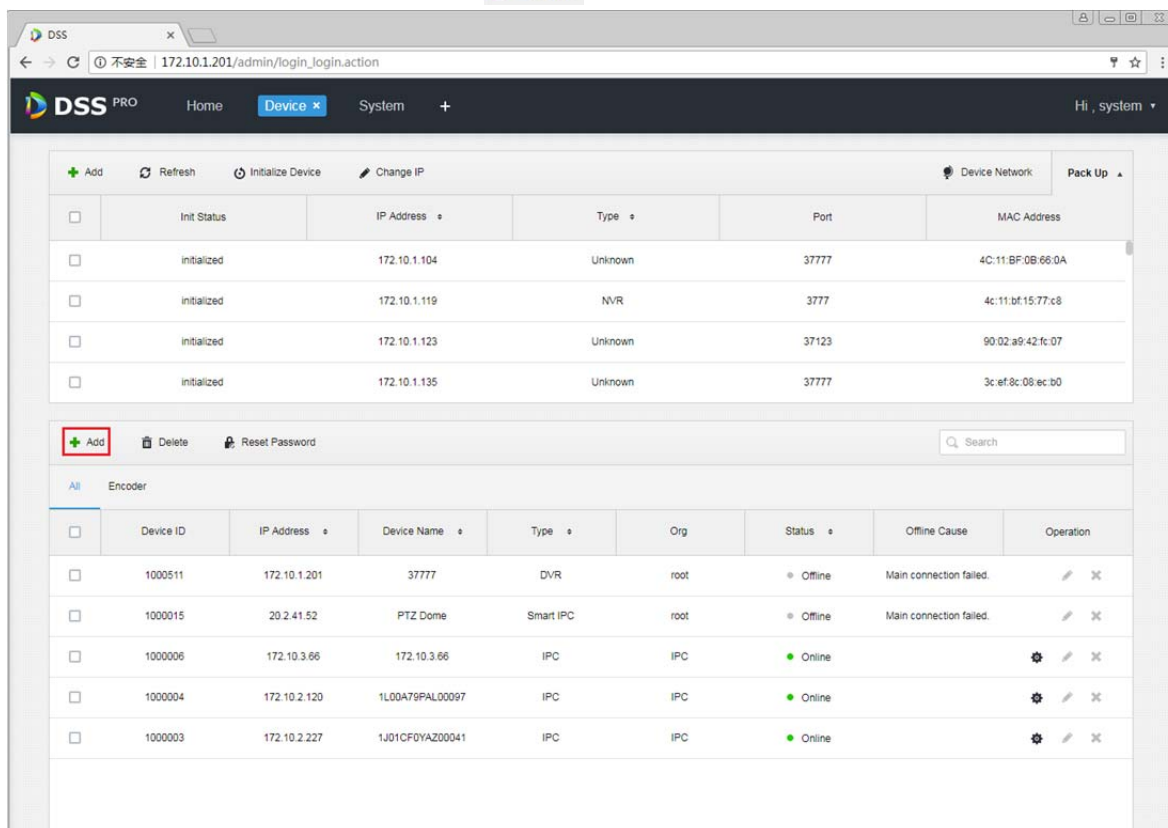 DSS
不安全 | 172.10.1.201/admin/login_login.action
DSS PRO Home Device × System + Hi , system
Add Refresh Initialize Device Change IP Device Network Pack Up
Init Status IP Address Type Port MAC Address
initialized 172.10.1.104 Unknown 37777 4C:11:BF:0B:66:0A
initialized 172.10.1.119 NVR 3777 4c:11:bf:15:77:c8
initialized 172.10.1.123 Unknown 37123 90:02:a9:42:fc:07
initialized 172.10.1.135 Unknown 37777 3c:ef:8c:08:ec:b0
Add Delete Reset Password Search
All Encoder
Device ID IP Address Device Name Type Org Status Offline Cause Operation
1000511 172.10.1.201 37777 DVR root Offline Main connection failed.
1000015 20.2.41.52 PTZ Dome Smart IPC root Offline Main connection failed.
1000006 172.10.3.66 172.10.3.66 IPC IPC Online
1000004 172.10.2.120 1L00A79PAL00097 IPC IPC Online
1000003 172.10.2.227 1J01CF0YAZ00041 IPC IPC Online